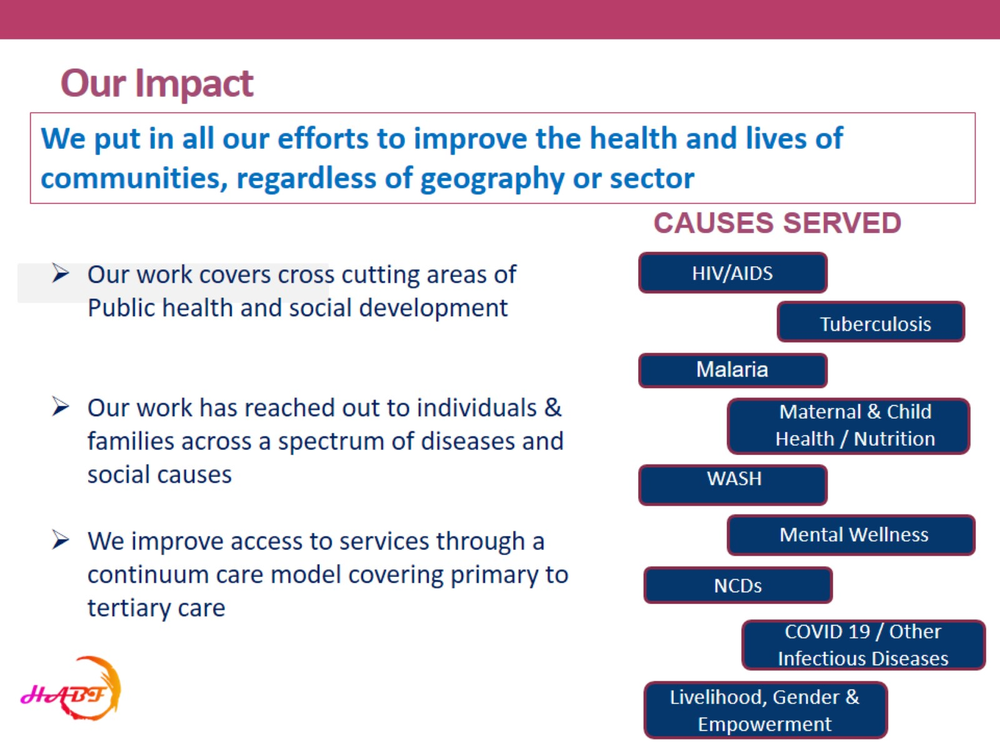 Our Impact
We put in all our efforts to improve the health and lives of
communities, regardless of geography or sector
CAUSES SERVED
➢ Our work covers cross cutting areas of
Public health and social development
➢ Our work has reached out to individuals &
families across a spectrum of diseases and
social causes
➢ We improve access to services through a
continuum care model covering primary to
tertiary care
HIV/AIDS
Tuberculosis
Malaria
Maternal & Child
Health / Nutrition
WASH
Mental Wellness
NCDs
COVID 19 / Other
Infectious Diseases
Livelihood, Gender &
Empowerment
HABF